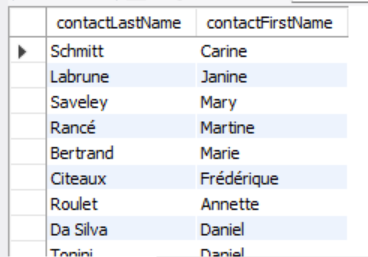 contactLastName contactFirstName
Schmitt Carine
Labrune Janine
Saveley Mary
Rancé Martine
Bertrand Marie
Citeaux Frédérique
Roulet Annette
Da Silva Daniel
Tonini Daniel